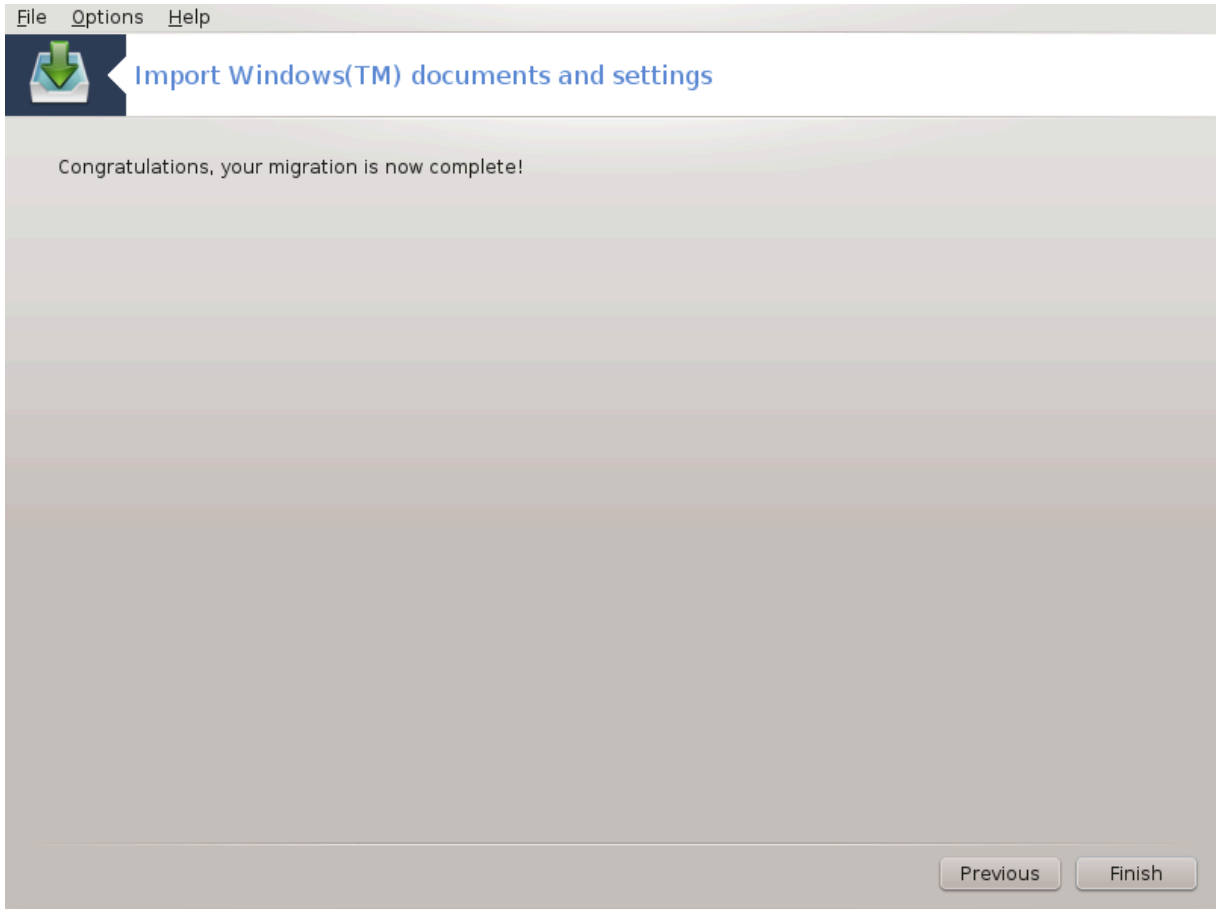 File Options Help
Import Windows(TM) documents and settings
Congratulations, your migration is now complete!
Previous Finish